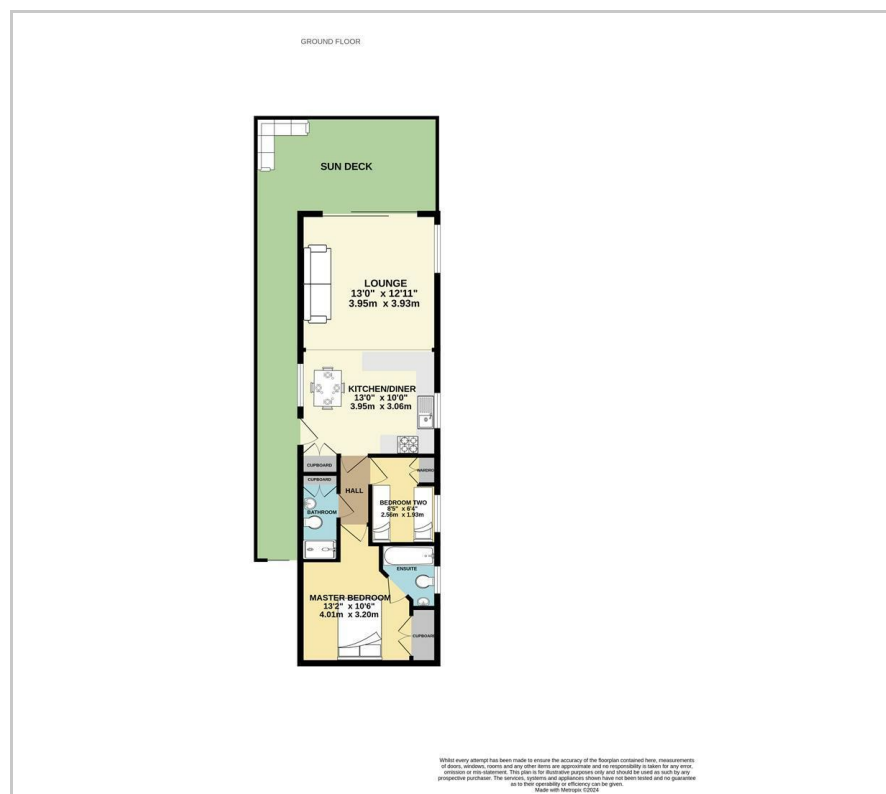 GROUND FLOOR
SUN DECK
LOUNGE
13'0" x 12'11"
3.95m x 3.93m
KITCHEN/DINER
13'0" x 10'0"
3.95m x 3.06m
CUPBOARD
CUPBOARD
HALL
BATHROOM
BEDROOM TWO
8'5" x 6'4"
2.56m x 1.93m
ENSUITE
MASTER BEDROOM
13'2" x 10'6"
4.01m x 3.20m
CUPBOARD
Whilst every attempt has been made to ensure the accuracy of the floorplan contained here, measurements
of doors, windows, rooms and any other items are approximate and no responsibility is taken for any error,
omission or mis-statement. This plan is for illustrative purposes only and should be used as such by any
prospective purchaser. The services, systems and appliances shown have not been tested and no guarantee
as to their operability or efficiency can be given.
Made with Metropix ©2024